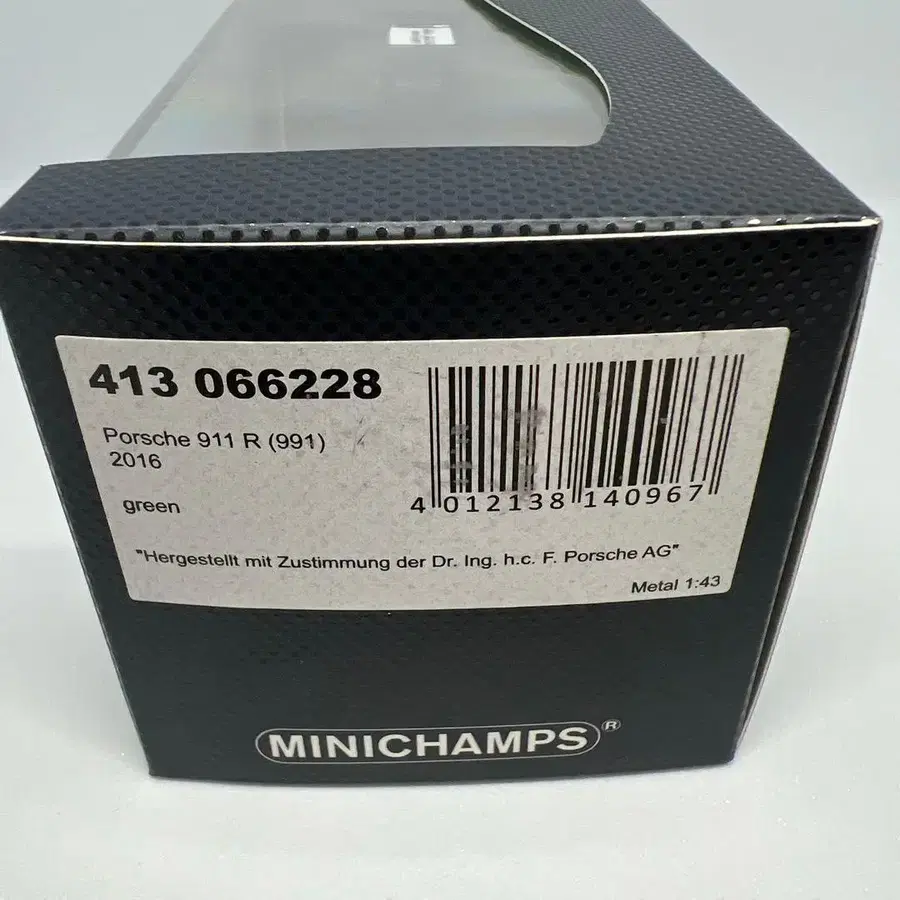 413 066228
Porsche 911 R (991)
2016
green
4 012138 140967
"Hergestellt mit Zustimmung der Dr. Ing. h.c. F. Porsche AG"
Metal 1:43
MINICHAMPS®